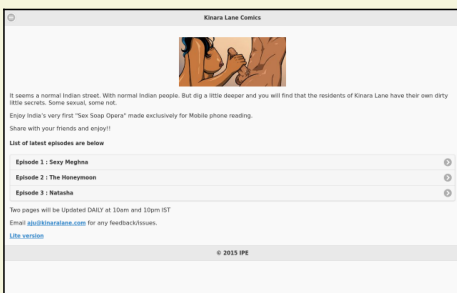 Kinara Lane Comics
It seems a normal Indian street. With normal Indian people. But dig a little deeper and you will find that the residents of Kinara Lane have their own dirty
little secrets. Some sexual, some not.
Enjoy India's very first "Sex Soap Opera" made exclusively for Mobile phone reading.
Share with your friends and enjoy!!
List of latest episodes are below
Episode 1 : Sexy Meghna
Episode 2 : The Honeymoon
Episode 3 : Natasha
Two pages will be Updated DAILY at 10am and 10pm IST
Email aju@kinaralane.com for any feedback/issues.
Lite version
© 2015 IPE